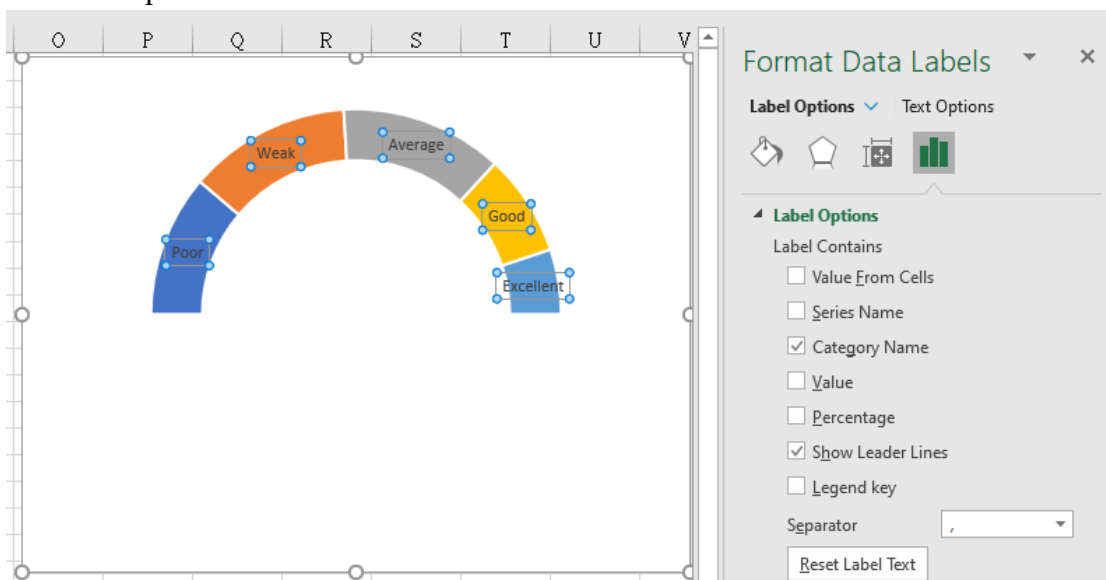 O P Q R S T U V
Format Data Labels
Label Options Text Options
Weak
Average
Good
Poor
Excellent
Label Options
Label Contains
Value From Cells
Series Name
Category Name
Value
Percentage
Show Leader Lines
Legend key
Separator ,
Reset Label Text